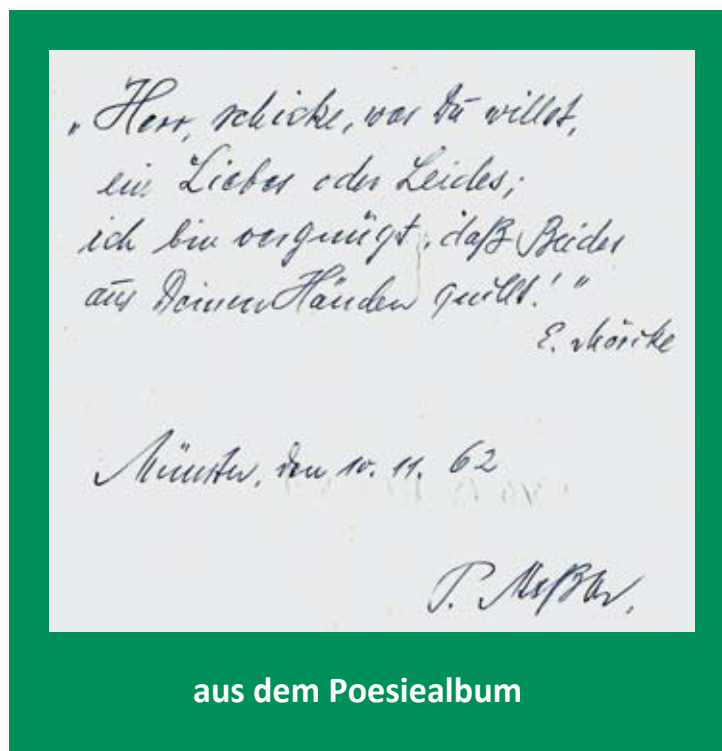 „Herr, schicke, was Du willst,
ein Liebes oder Leides;
ich bin vergnügt, daß Beides
aus Deinen Händen quillt!"
E. Mörike
Münster, den 10. 11. 62
P. Meßer,
aus dem Poesiealbum